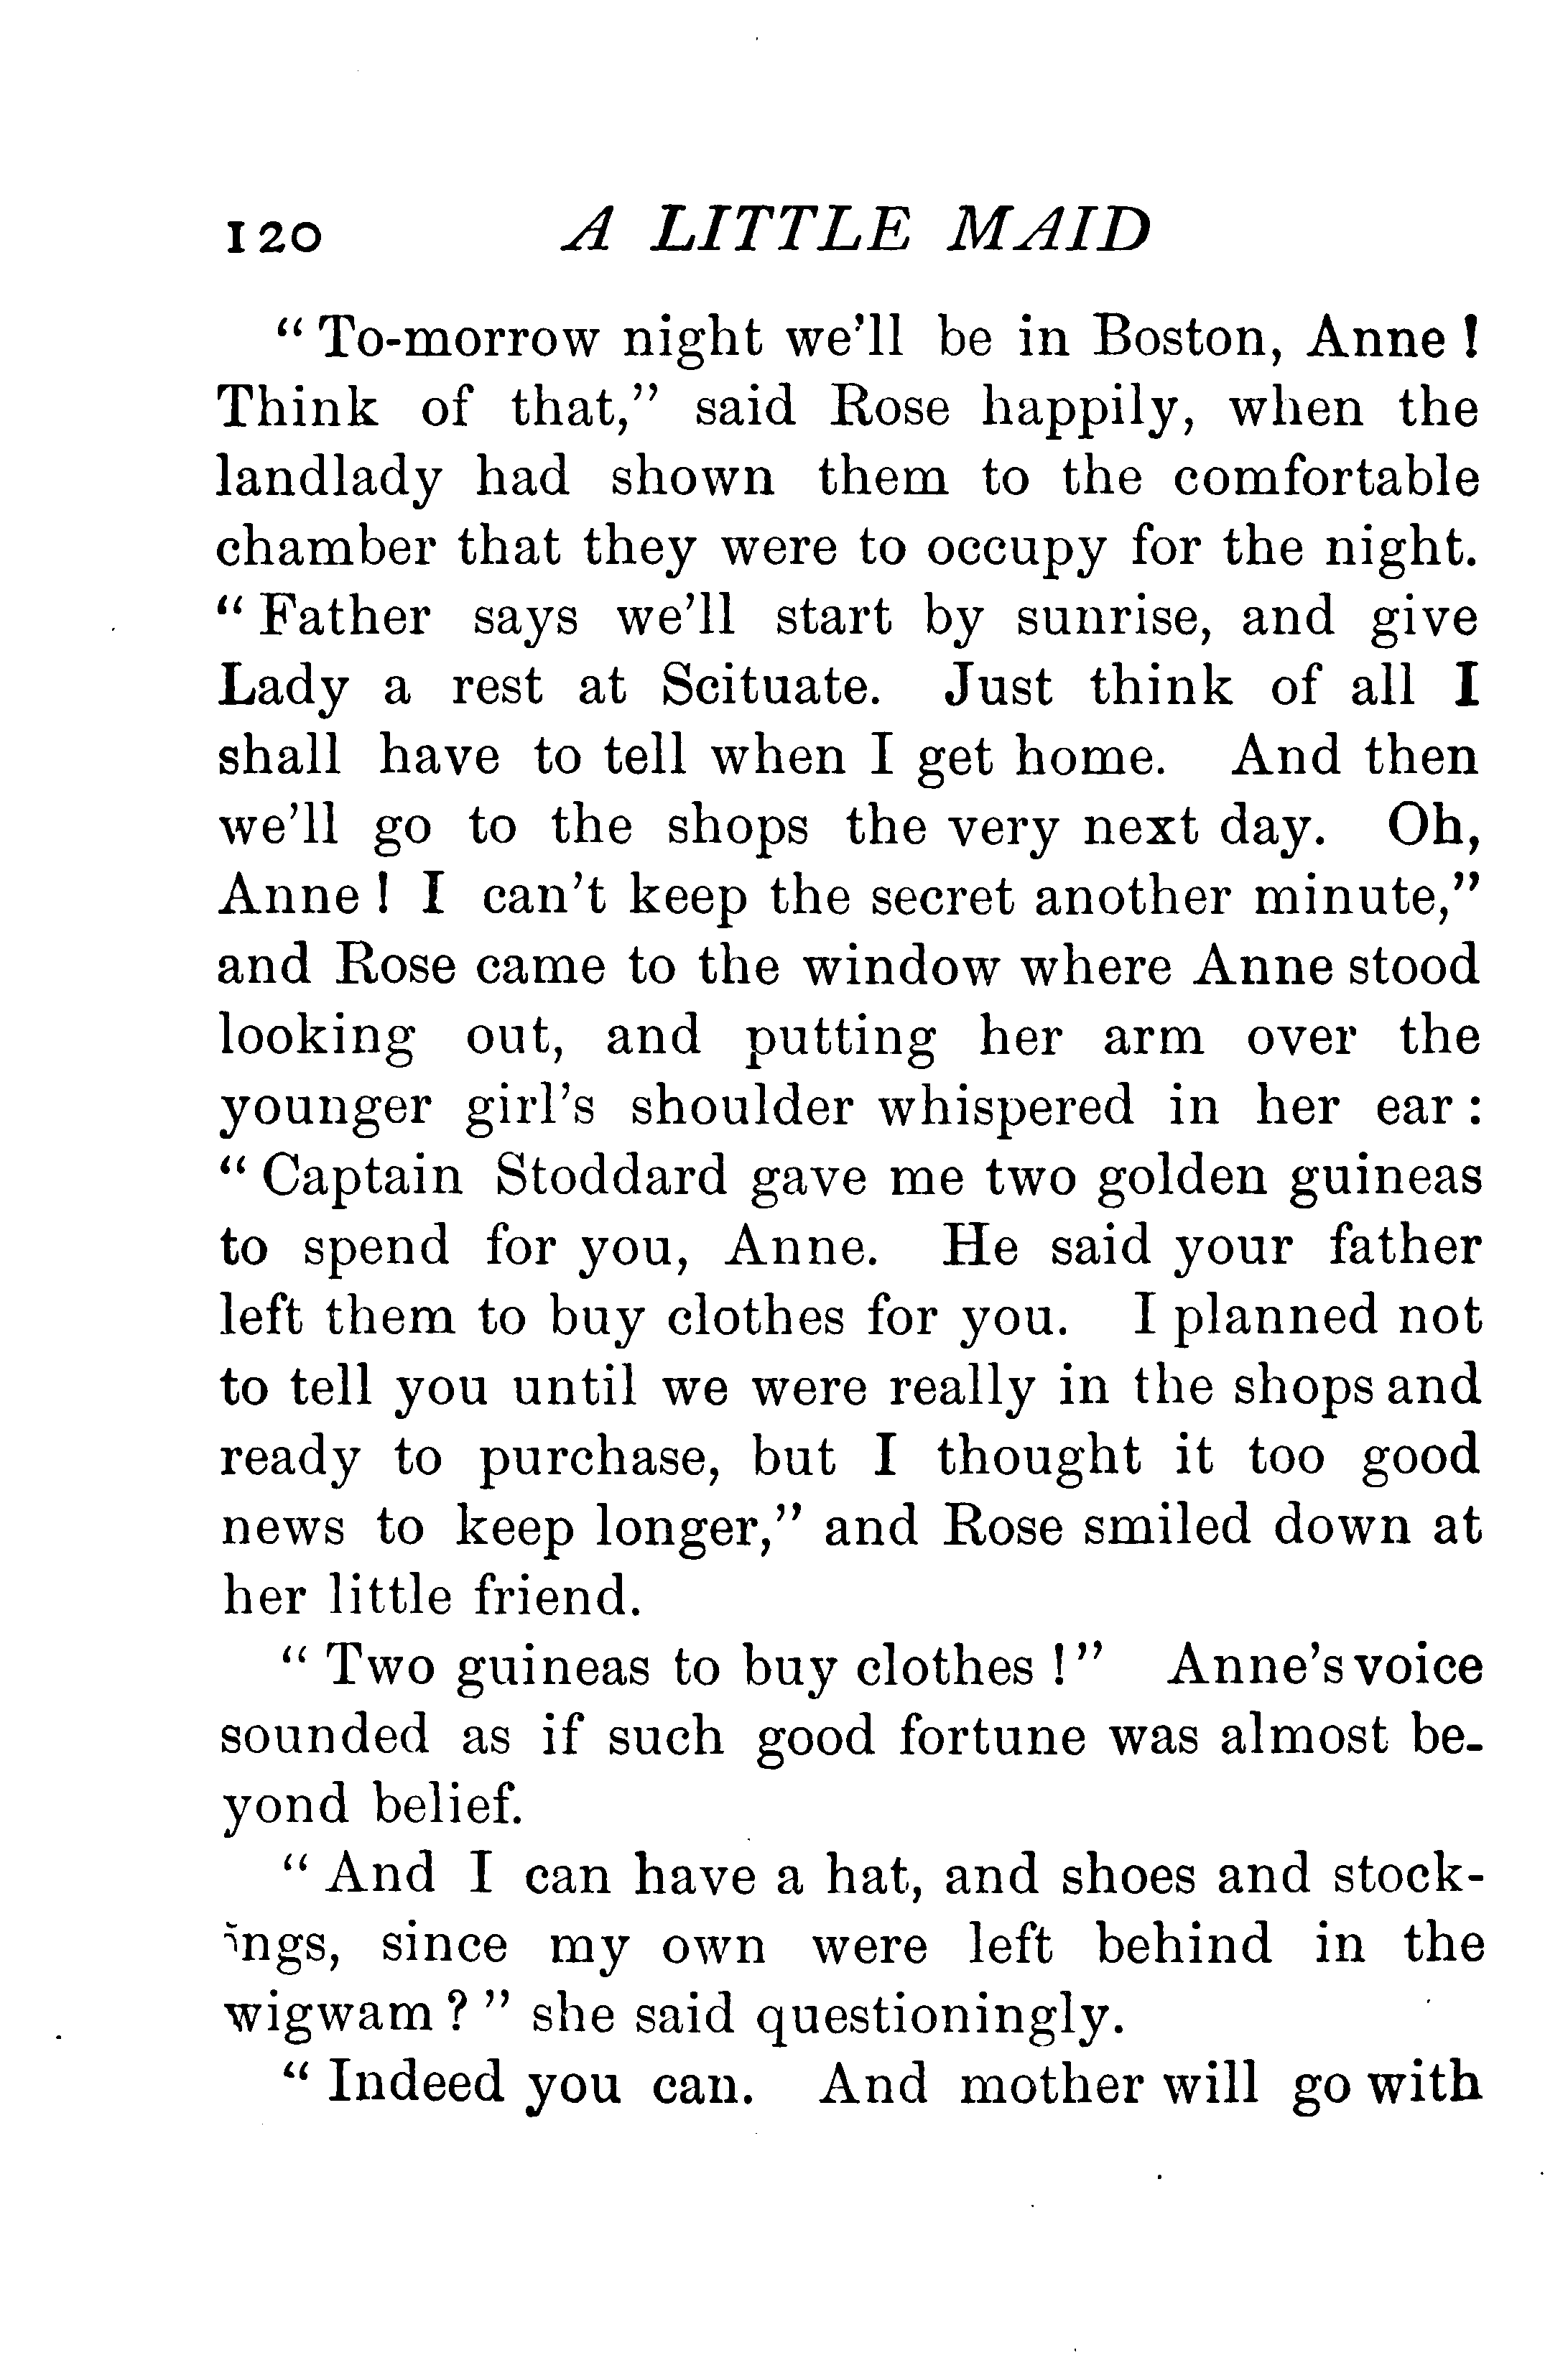 120 A LITTLE MAID
“ To-morrow night we’ll be in Boston, Anne !
Think of that,” said Rose happily, when the
landlady had shown them to the comfortable
chamber that they were to occupy for the night.
“ Father says we’ll start by sunrise, and give
Lady a rest at Scituate. Just think of all I
shall have to tell when I get home. And then
we’ll go to the shops the very next day. Oh,
Anne ! I can’t keep the secret another minute,”
and Rose came to the window where Anne stood
looking out, and putting her arm over the
younger girl’s shoulder whispered in her ear :
“ Captain Stoddard gave me two golden guineas
to spend for you, Anne. He said your father
left them to buy clothes for you. I planned not
to tell you until we were really in the shops and
ready to purchase, but I thought it too good
news to keep longer,” and Rose smiled down at
her little friend.
“ Two guineas to buy clothes ! ” Anne’s voice
sounded as if such good fortune was almost be-
yond belief.
“ And I can have a hat, and shoes and stock-
ings, since my own were left behind in the
wigwam ? ” she said questioningly.
“ Indeed you can. And mother will go with